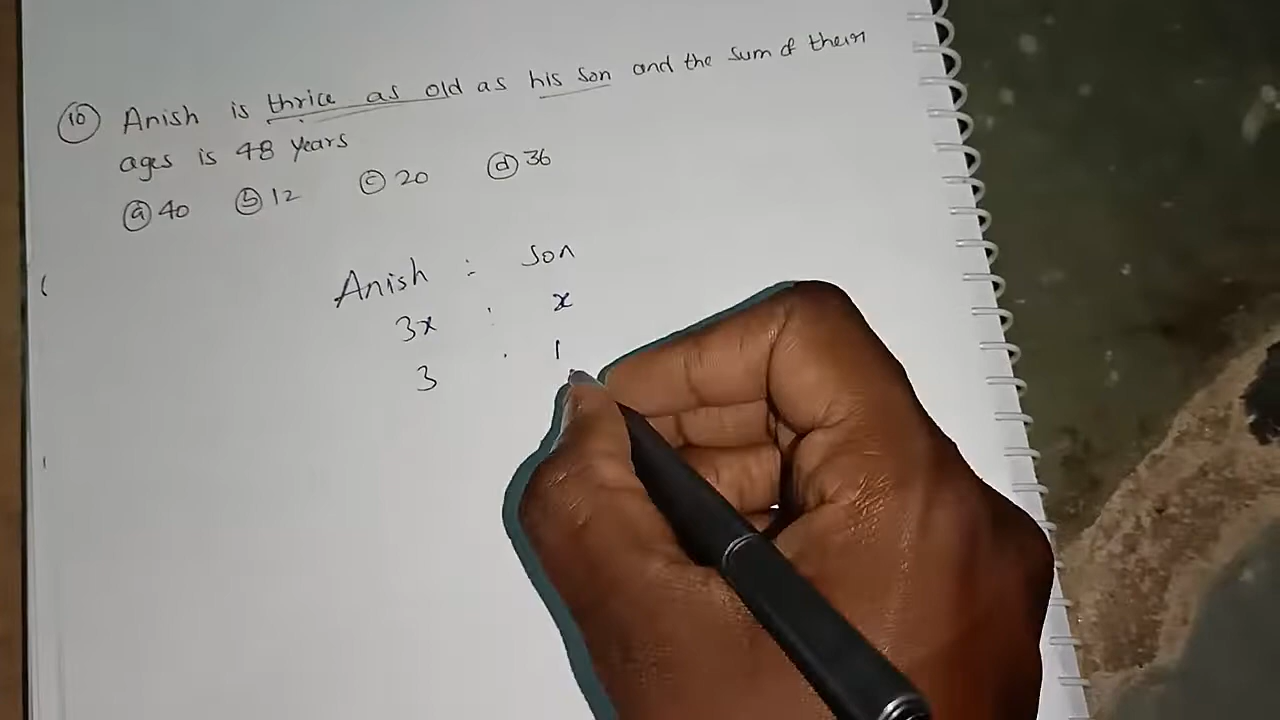 (10) Anish is thrice as old as his son and the sum of their
ages is 48 years
(a) 40 (b) 12 (c) 20 (d) 36
Anish : Son
3x : x
3 : 1